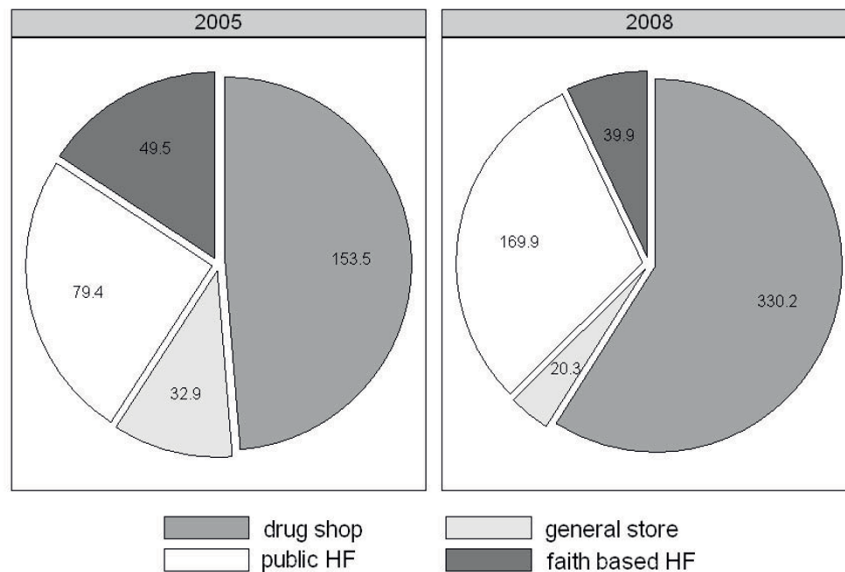 2005
2008
49.5
153.5
79.4
32.9
39.9
169.9
330.2
20.3
drug shop
general store
public HF
faith based HF